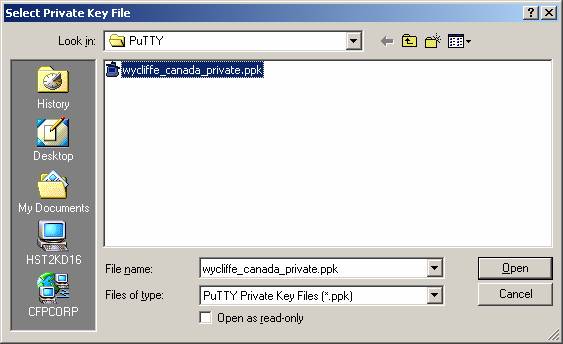 Select Private Key File
Look in: PuTTY
wycliffe_canada_private.ppk
History
Desktop
My Documents
HST2KD16
CFPCORP
File name: wycliffe_canada_private.ppk Open
Files of type: PuTTY Private Key Files (*.ppk) Cancel
Open as read-only